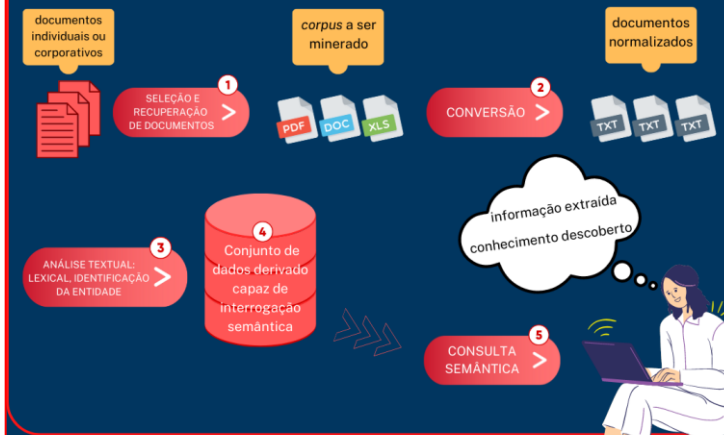 documentos
individuais ou
corporativos
1
SELEÇÃO E
RECUPERAÇÃO
DE DOCUMENTOS
corpus a ser
minerado
PDF
DOC
XLS
2
CONVERSÃO
documentos
normalizados
TXT
TXT
TXT
3
ANÁLISE TEXTUAL:
LEXICAL, IDENTIFICAÇÃO
DA ENTIDADE
4
Conjunto de
dados derivado
capaz de
interrogação
semântica
informação extraída
conhecimento descoberto
5
CONSULTA
SEMÂNTICA